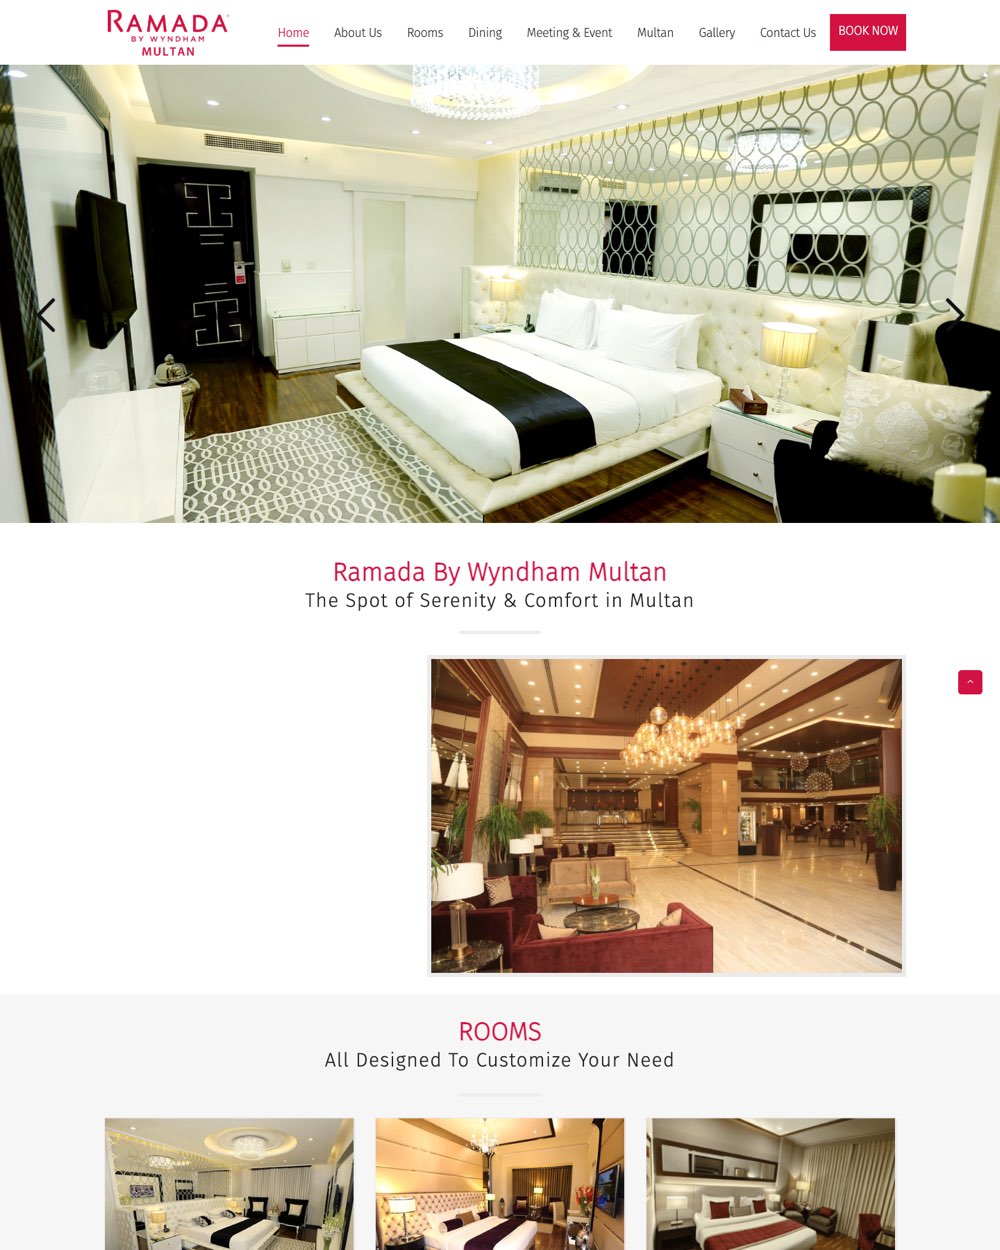 RAMADA
BY WYNDHAM
MULTAN
Home
About Us
Rooms
Dining
Meeting & Event
Multan
Gallery
Contact Us
BOOK NOW
Ramada By Wyndham Multan
The Spot of Serenity & Comfort in Multan
ROOMS
All Designed To Customize Your Need